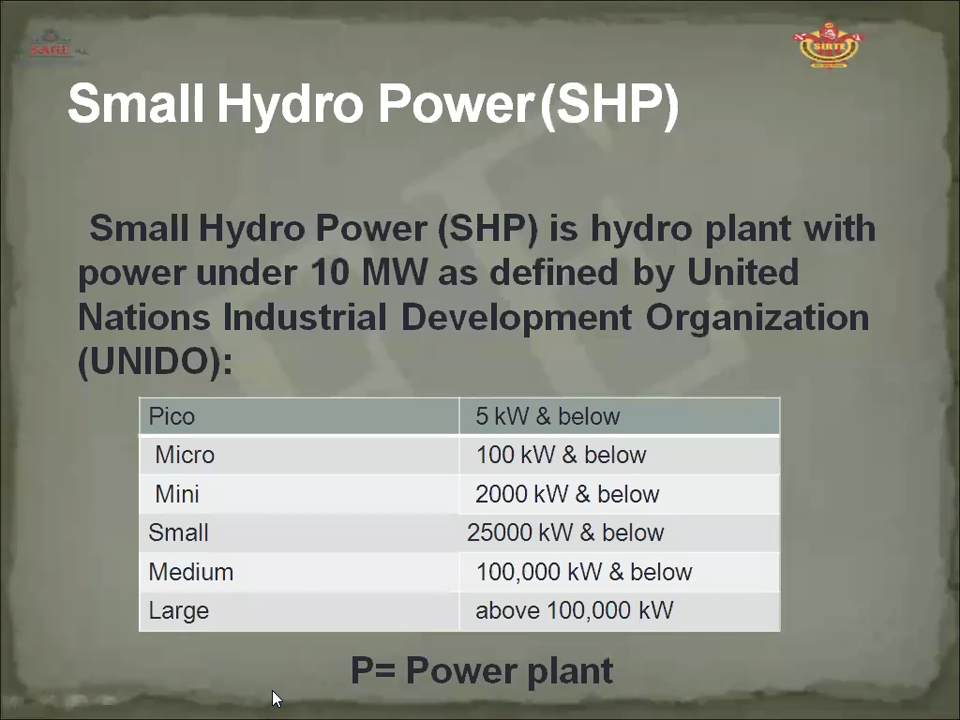 SAGE
SIRTE
Small Hydro Power (SHP)
Small Hydro Power (SHP) is hydro plant with
power under 10 MW as defined by United
Nations Industrial Development Organization
(UNIDO):
Pico 5 kW & below
Micro 100 kW & below
Mini 2000 kW & below
Small 25000 kW & below
Medium 100,000 kW & below
Large above 100,000 kW
P= Power plant